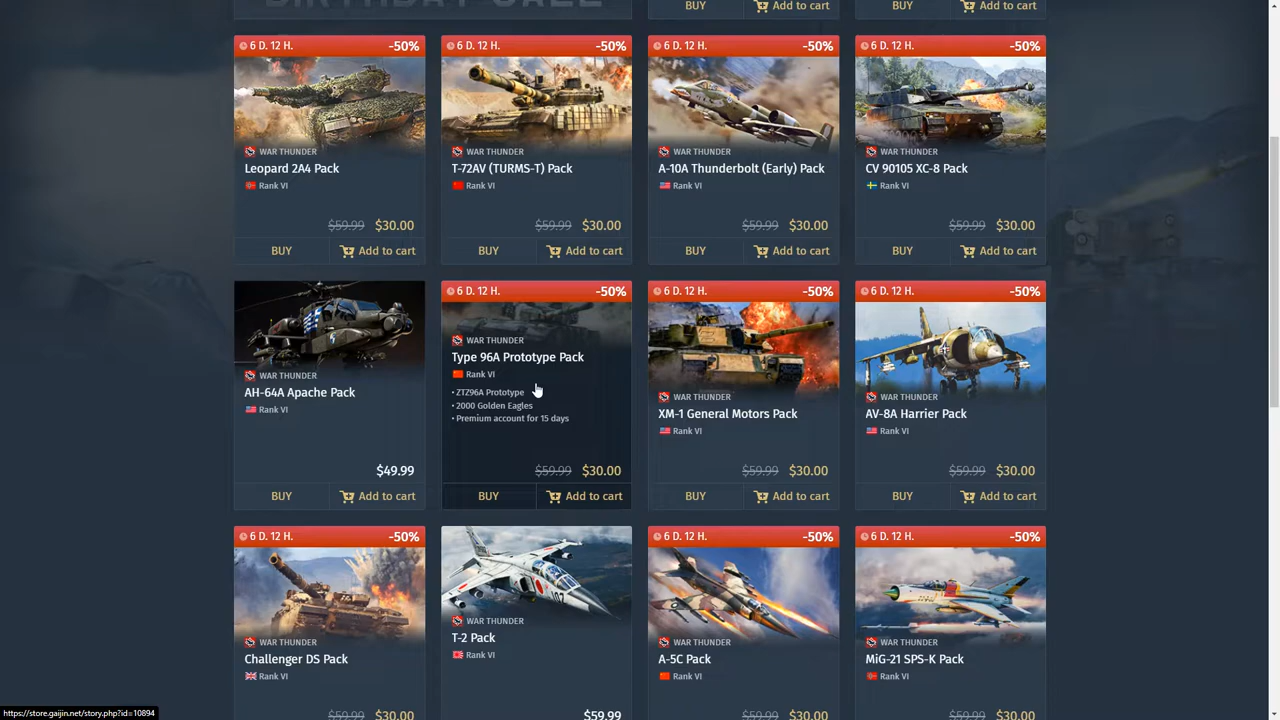 BIRTHDAY SALE
BUY Add to cart
BUY Add to cart
6 D. 12 H. -50%
WAR THUNDER
Leopard 2A4 Pack
Rank VI
$59.99 $30.00
BUY Add to cart
6 D. 12 H. -50%
WAR THUNDER
T-72AV (TURMS-T) Pack
Rank VI
$59.99 $30.00
BUY Add to cart
6 D. 12 H. -50%
WAR THUNDER
A-10A Thunderbolt (Early) Pack
Rank VI
$59.99 $30.00
BUY Add to cart
6 D. 12 H. -50%
WAR THUNDER
CV 90105 XC-8 Pack
Rank VI
$59.99 $30.00
BUY Add to cart
WAR THUNDER
AH-64A Apache Pack
Rank VI
$49.99
BUY Add to cart
6 D. 12 H. -50%
WAR THUNDER
Type 96A Prototype Pack
Rank VI
• ZTZ96A Prototype
• 2000 Golden Eagles
• Premium account for 15 days
$59.99 $30.00
BUY Add to cart
6 D. 12 H. -50%
WAR THUNDER
XM-1 General Motors Pack
Rank VI
$59.99 $30.00
BUY Add to cart
6 D. 12 H. -50%
WAR THUNDER
AV-8A Harrier Pack
Rank VI
$59.99 $30.00
BUY Add to cart
6 D. 12 H. -50%
WAR THUNDER
Challenger DS Pack
Rank VI
$59.99 $30.00
WAR THUNDER
T-2 Pack
Rank VI
$59.99
6 D. 12 H. -50%
WAR THUNDER
A-5C Pack
Rank VI
$59.99 $30.00
6 D. 12 H. -50%
WAR THUNDER
MiG-21 SPS-K Pack
Rank VI
$59.99 $30.00
https://store.gaijin.net/story.php?id=10894